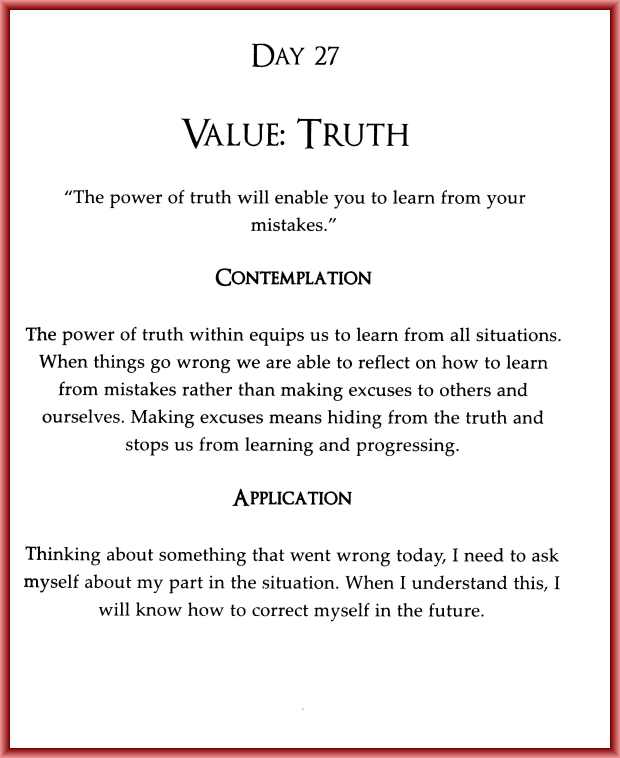 DAY 27
VALUE: TRUTH
“The power of truth will enable you to learn from your
mistakes.”
CONTEMPLATION
The power of truth within equips us to learn from all situations.
When things go wrong we are able to reflect on how to learn
from mistakes rather than making excuses to others and
ourselves. Making excuses means hiding from the truth and
stops us from learning and progressing.
APPLICATION
Thinking about something that went wrong today, I need to ask
myself about my part in the situation. When I understand this, I
will know how to correct myself in the future.